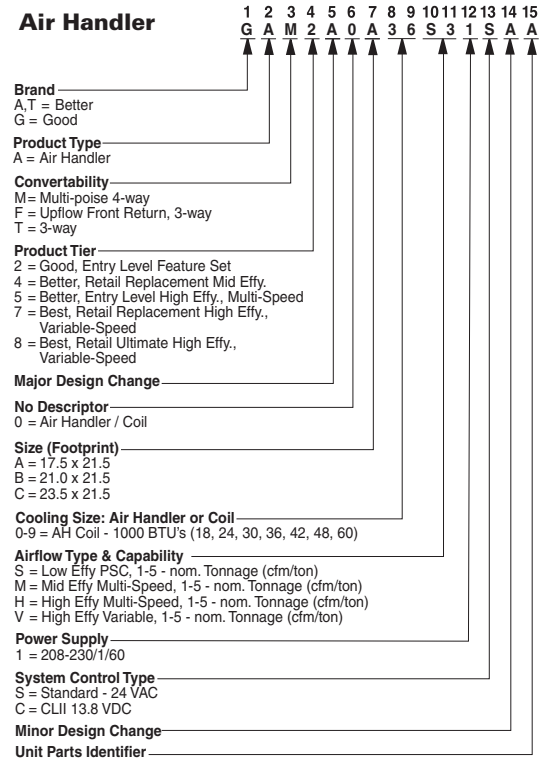 Air Handler
1 2 3 4 5 6 7 8 9 10 11 12 13 14 15
G A M 2 A 0 A 3 6 S 3 1 S A A
Brand
A,T = Better
G = Good
Product Type
A = Air Handler
Convertability
M= Multi-poise 4-way
F = Upflow Front Return, 3-way
T = 3-way
Product Tier
2 = Good, Entry Level Feature Set
4 = Better, Retail Replacement Mid Effy.
5 = Better, Entry Level High Effy., Multi-Speed
7 = Best, Retail Replacement High Effy.,
Variable-Speed
8 = Best, Retail Ultimate High Effy.,
Variable-Speed
Major Design Change
No Descriptor
0 = Air Handler / Coil
Size (Footprint)
A = 17.5 x 21.5
B = 21.0 x 21.5
C = 23.5 x 21.5
Cooling Size: Air Handler or Coil
0-9 = AH Coil - 1000 BTU's (18, 24, 30, 36, 42, 48, 60)
Airflow Type & Capability
S = Low Effy PSC, 1-5 - nom. Tonnage (cfm/ton)
M = Mid Effy Multi-Speed, 1-5 - nom. Tonnage (cfm/ton)
H = High Effy Multi-Speed, 1-5 - nom. Tonnage (cfm/ton)
V = High Effy Variable, 1-5 - nom. Tonnage (cfm/ton)
Power Supply
1 = 208-230/1/60
System Control Type
S = Standard - 24 VAC
C = CLII 13.8 VDC
Minor Design Change
Unit Parts Identifier